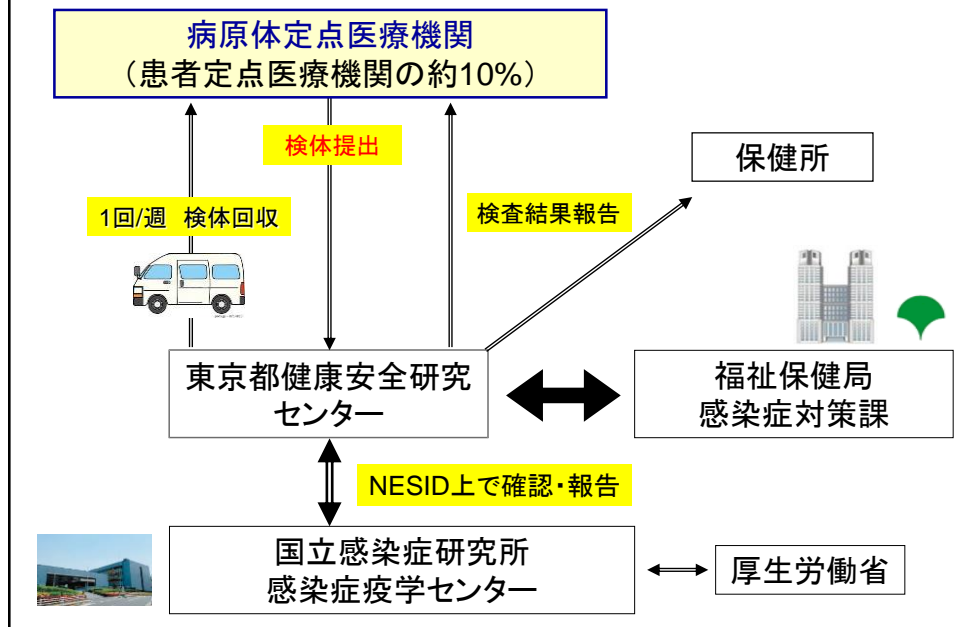 病原体定点医療機関
（患者定点医療機関の約10%）
検体提出
保健所
1回/週　検体回収
検査結果報告
東京都健康安全研究
センター
福祉保健局
感染症対策課
NESID上で確認・報告
国立感染症研究所
感染症疫学センター
厚生労働省